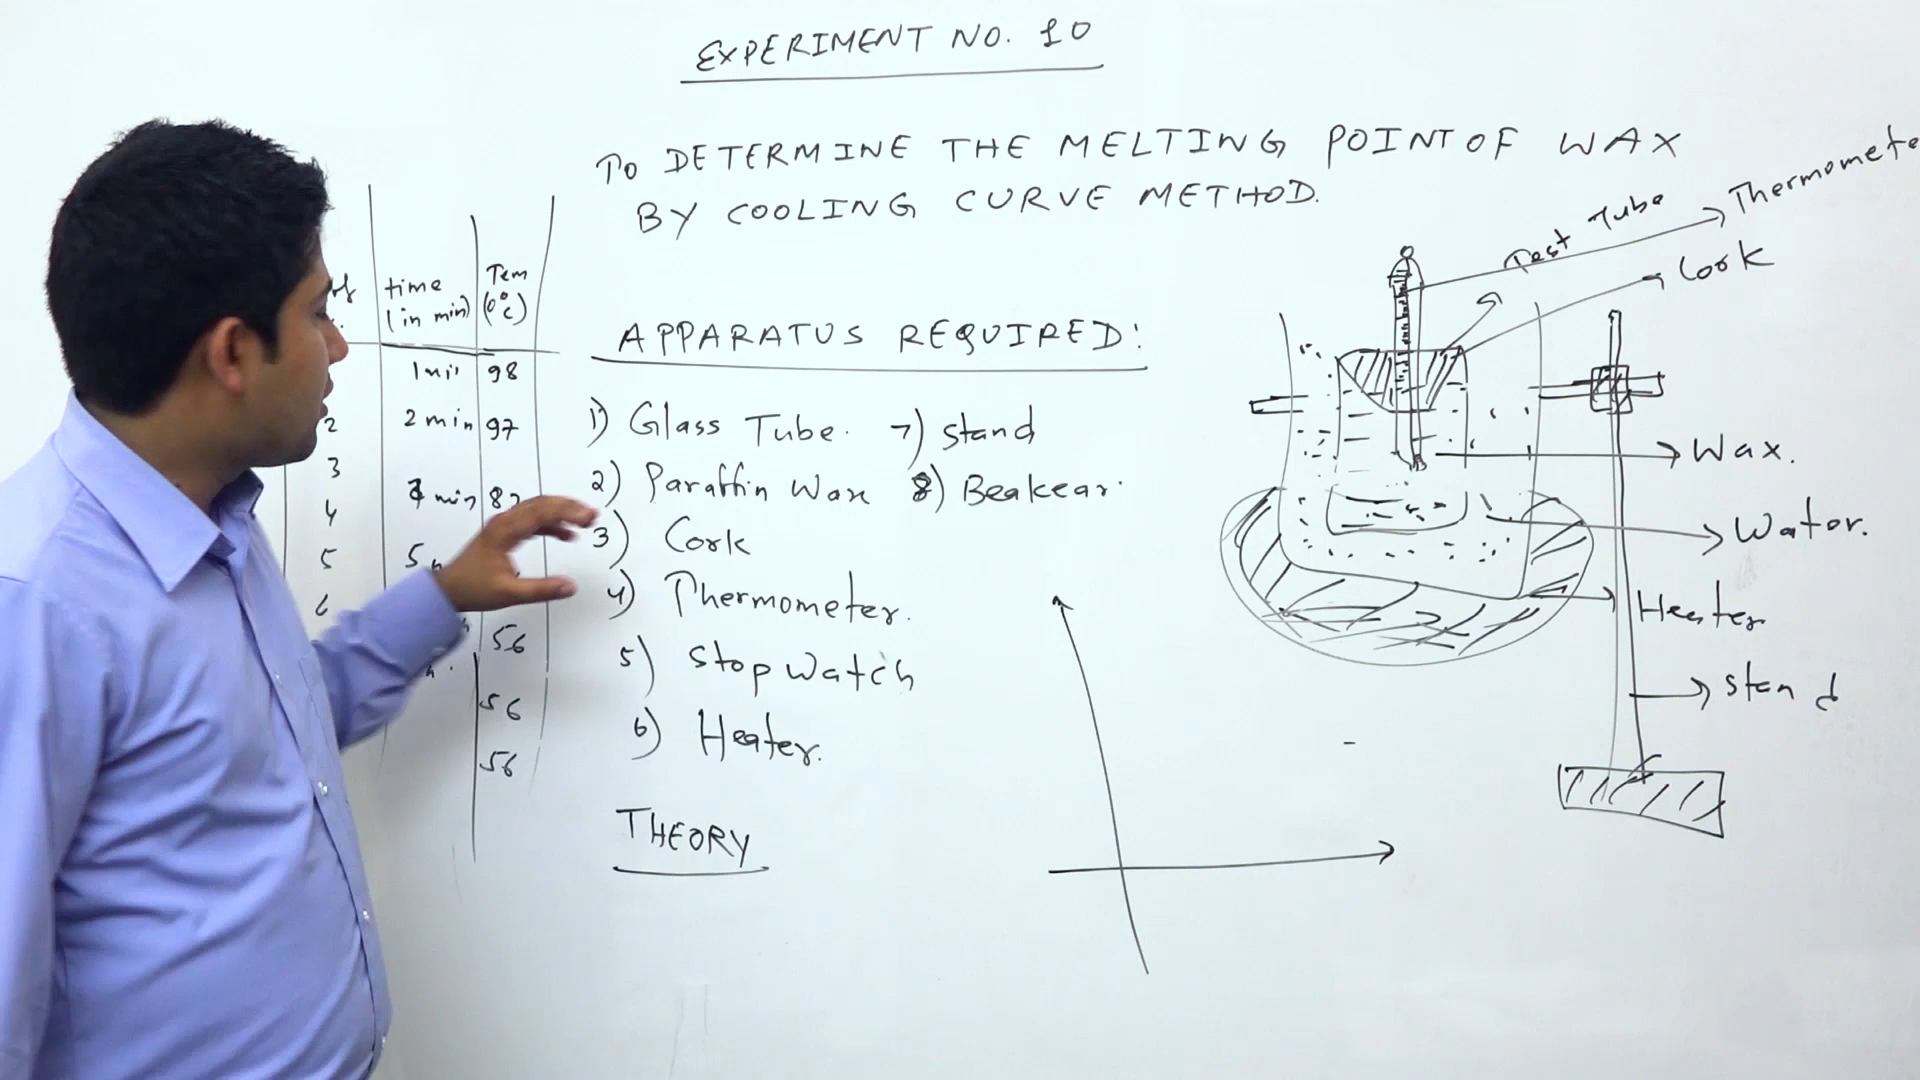 EXPERIMENT NO. 10
TO DETERMINE THE MELTING POINT OF WAX
BY COOLING CURVE METHOD.
time
(in min)
Tem
(0°c)
98
2
2 min
97
3
4
5
6
56
56
56
APPARATUS REQUIRED:
1) Glass Tube. 7) Stand
2) Paraffin Wax 8) Beakear.
3) Cork
4) Thermometer.
5) Stop Watch
6) Heater.
THEORY
Test Tube
Thermomete
Cork
Wax.
Water.
Heater
Stand